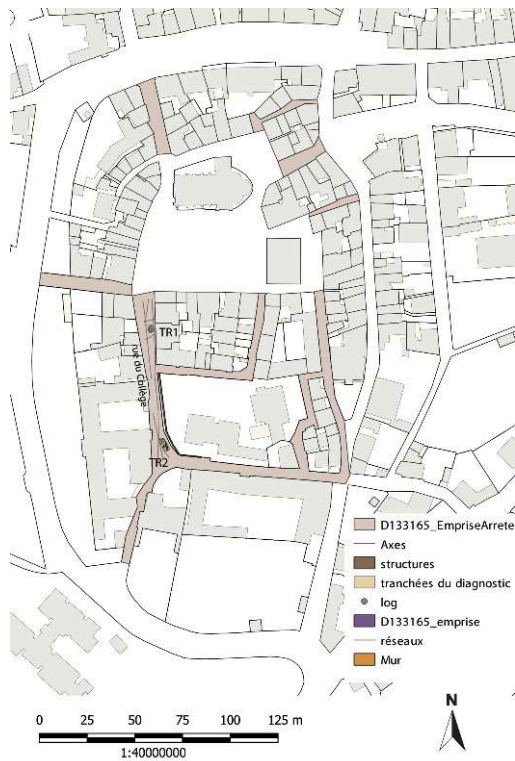 TR1
rue du Collège
TR2
D133165_EmpriseArrete
Axes
structures
tranchées du diagnostic
log
D133165_emprise
réseaux
Mur
N
0 25 50 75 100 125 m
1:40000000